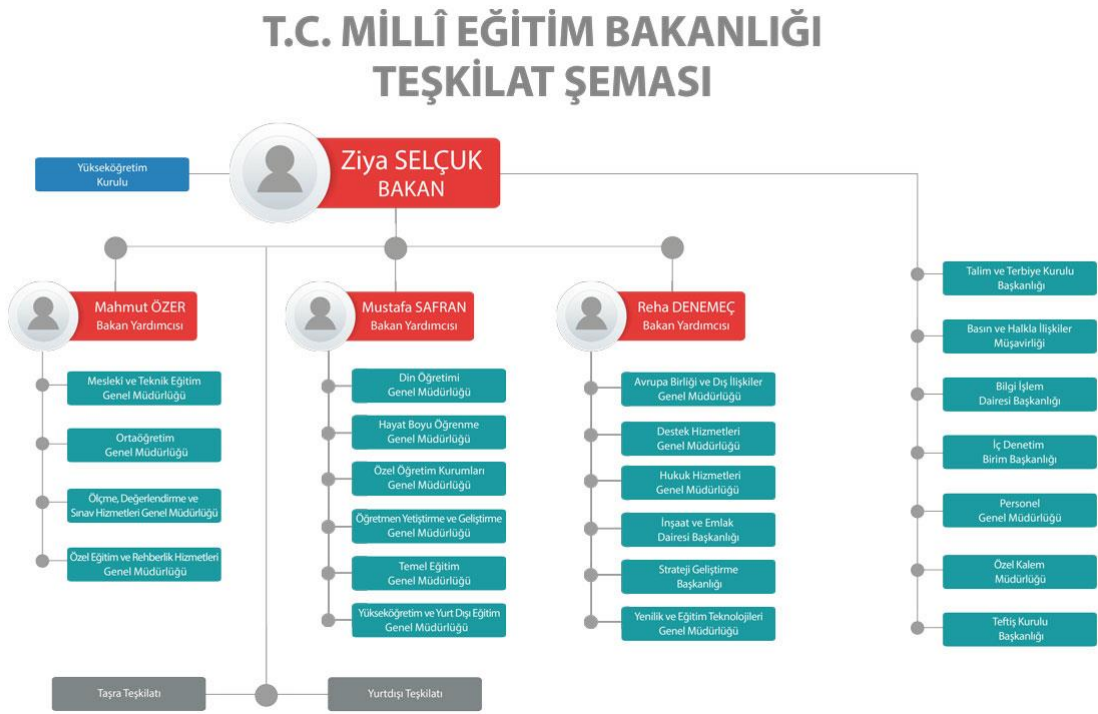 T.C. MİLLÎ EĞİTİM BAKANLIĞI
TEŞKİLAT ŞEMASI
Yükseköğretim
Kurulu
Ziya SELÇUK
BAKAN
Mahmut ÖZER
Bakan Yardımcısı
Mesleki ve Teknik Eğitim
Genel Müdürlüğü
Ortaöğretim
Genel Müdürlüğü
Ölçme, Değerlendirme ve
Sınav Hizmetleri Genel Müdürlüğü
Özel Eğitim ve Rehberlik Hizmetleri
Genel Müdürlüğü
Mustafa SAFRAN
Bakan Yardımcısı
Din Öğretimi
Genel Müdürlüğü
Hayat Boyu Öğrenme
Genel Müdürlüğü
Özel Öğretim Kurumları
Genel Müdürlüğü
Öğretmen Yetiştirme ve Geliştirme
Genel Müdürlüğü
Temel Eğitim
Genel Müdürlüğü
Yükseköğretim ve Yurt Dışı Eğitim
Genel Müdürlüğü
Reha DENEMEÇ
Bakan Yardımcısı
Avrupa Birliği ve Dış İlişkiler
Genel Müdürlüğü
Destek Hizmetleri
Genel Müdürlüğü
Hukuk Hizmetleri
Genel Müdürlüğü
İnşaat ve Emlak
Dairesi Başkanlığı
Strateji Geliştirme
Başkanlığı
Yenilik ve Eğitim Teknolojileri
Genel Müdürlüğü
Talim ve Terbiye Kurulu
Başkanlığı
Basın ve Halkla İlişkiler
Müşavirliği
Bilgi İşlem
Dairesi Başkanlığı
İç Denetim
Birim Başkanlığı
Personel
Genel Müdürlüğü
Özel Kalem
Müdürlüğü
Teftiş Kurulu
Başkanlığı
Taşra Teşkilatı
Yurtdışı Teşkilatı